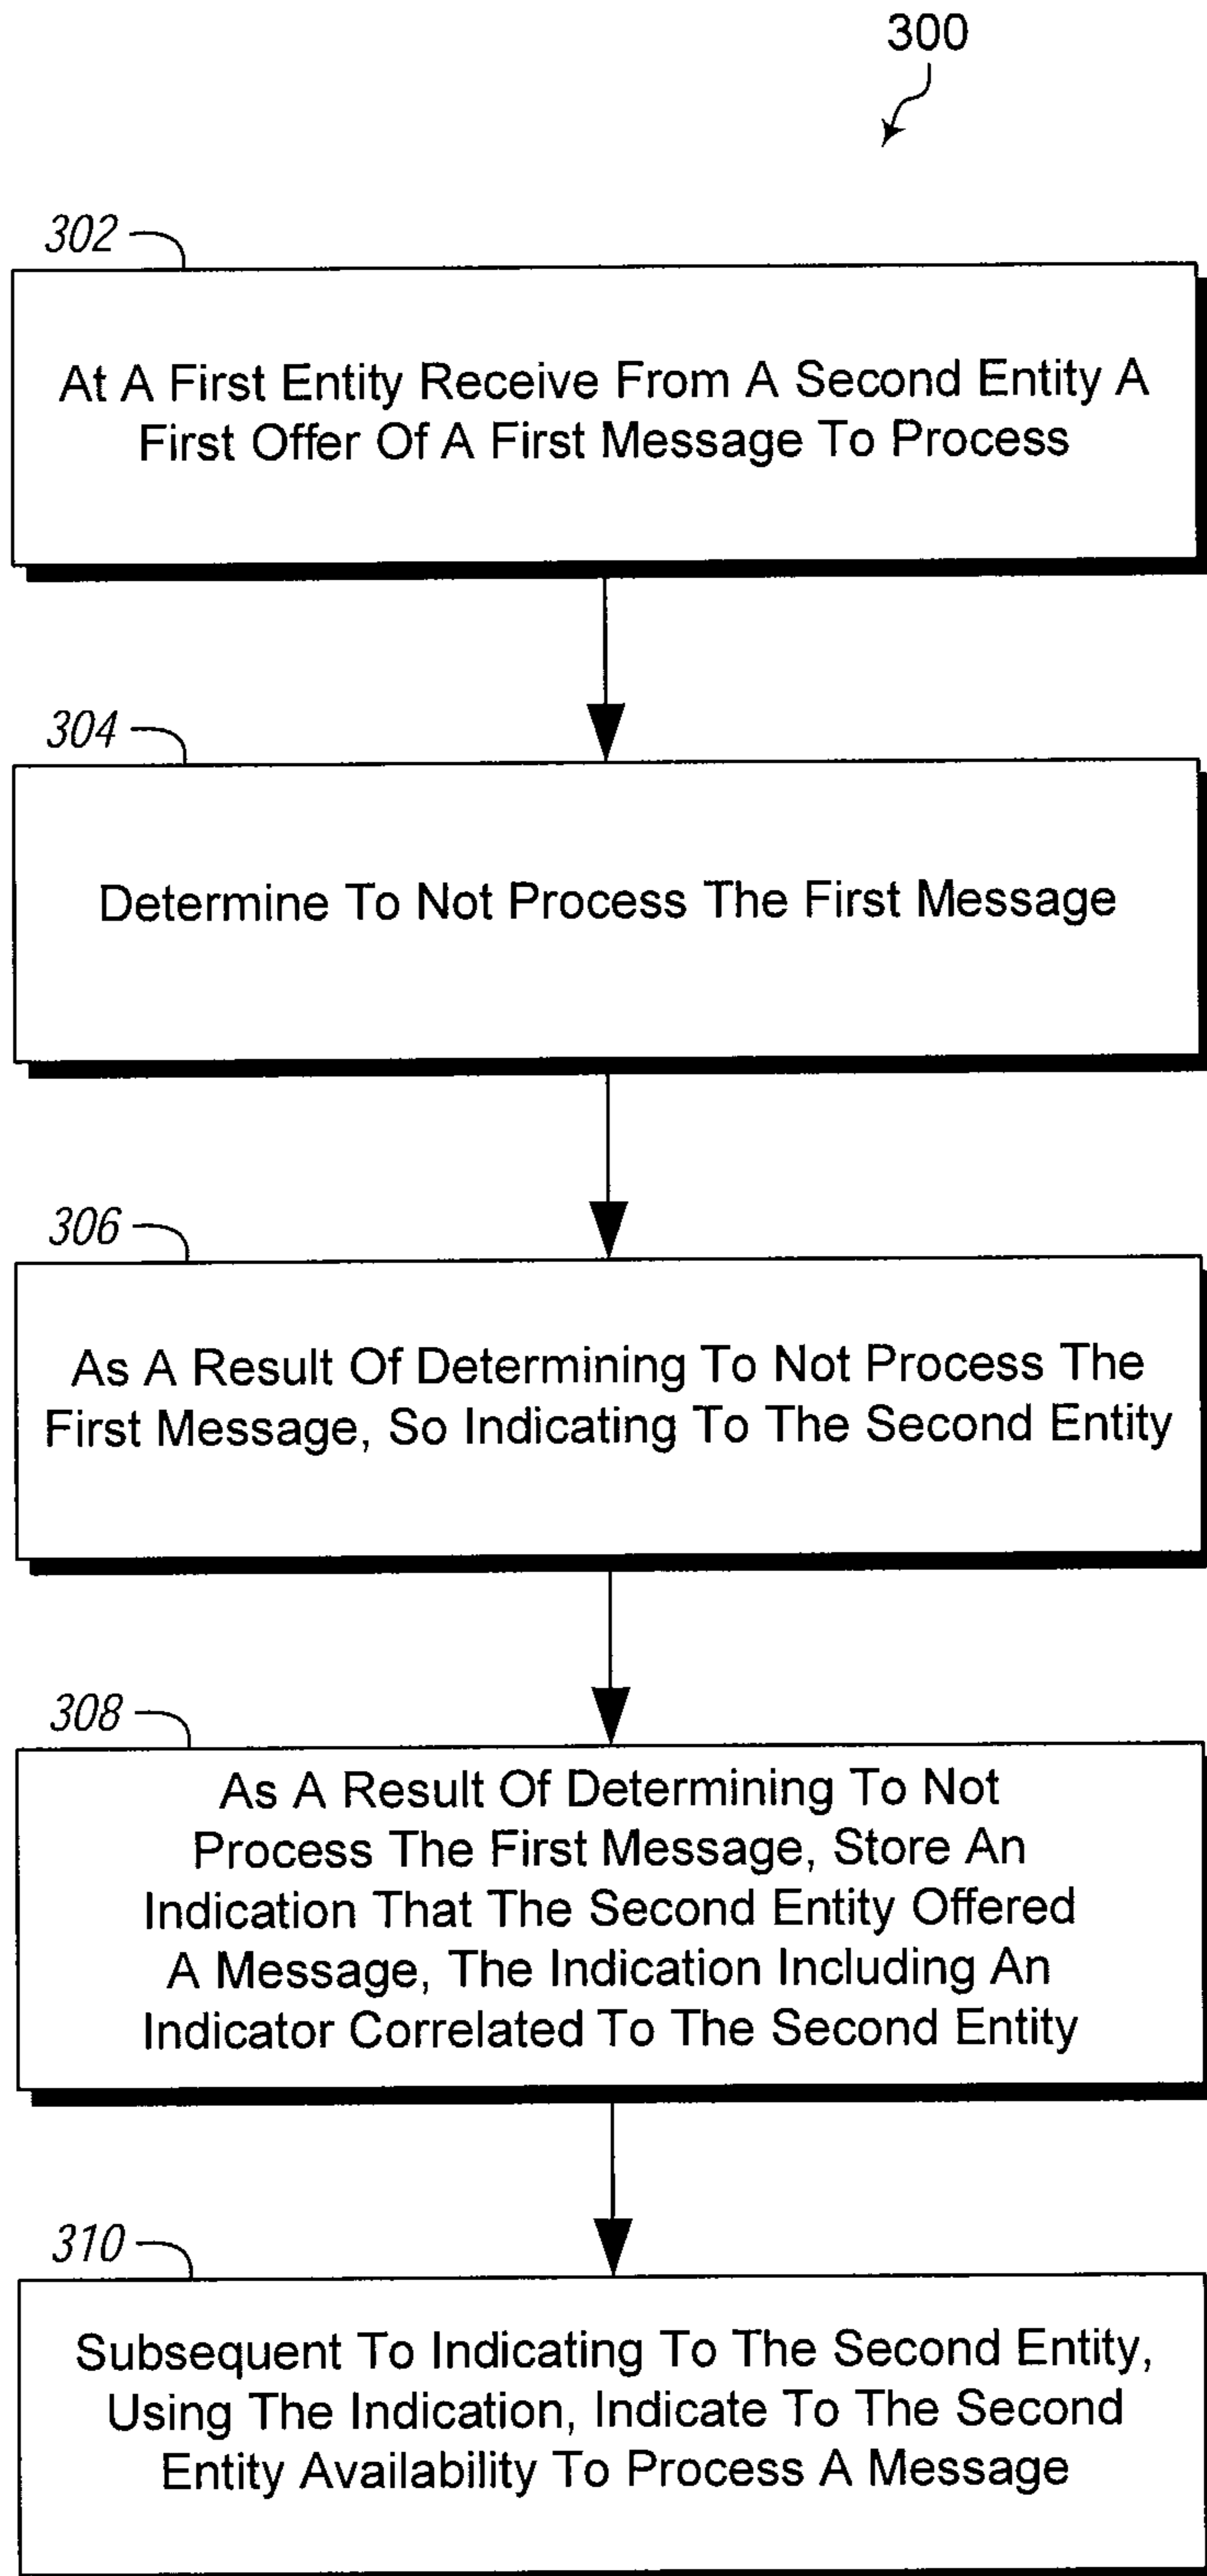 300
302
At A First Entity Receive From A Second Entity A
First Offer Of A First Message To Process
304
Determine To Not Process The First Message
306
As A Result Of Determining To Not Process The
First Message, So Indicating To The Second Entity
308
As A Result Of Determining To Not
Process The First Message, Store An
Indication That The Second Entity Offered
A Message, The Indication Including An
Indicator Correlated To The Second Entity
310
Subsequent To Indicating To The Second Entity,
Using The Indication, Indicate To The Second
Entity Availability To Process A Message